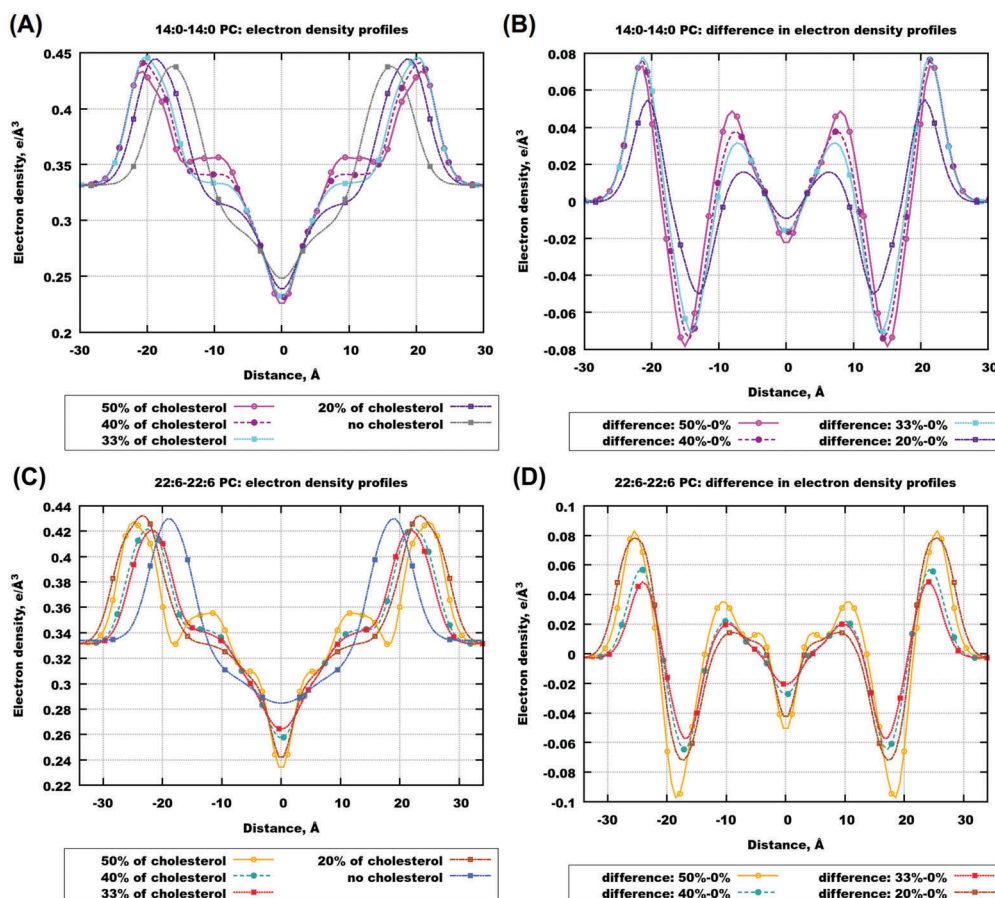 (A)
14:0-14:0 PC: electron density profiles
Electron density, e/Å³
0.45
0.4
0.35
0.3
0.25
0.2
-30 -20 -10 0 10 20 30
Distance, Å
50% of cholesterol
40% of cholesterol
33% of cholesterol
20% of cholesterol
no cholesterol
(B)
14:0-14:0 PC: difference in electron density profiles
Electron density, e/Å³
0.08
0.06
0.04
0.02
0
-0.02
-0.04
-0.06
-0.08
-30 -20 -10 0 10 20 30
Distance, Å
difference: 50%-0%
difference: 40%-0%
difference: 33%-0%
difference: 20%-0%
(C)
22:6-22:6 PC: electron density profiles
Electron density, e/Å³
0.44
0.42
0.4
0.38
0.36
0.34
0.32
0.3
0.28
0.26
0.24
0.22
-30 -20 -10 0 10 20 30
Distance, Å
50% of cholesterol
40% of cholesterol
33% of cholesterol
20% of cholesterol
no cholesterol
(D)
22:6-22:6 PC: difference in electron density profiles
Electron density, e/Å³
0.1
0.08
0.06
0.04
0.02
0
-0.02
-0.04
-0.06
-0.08
-0.1
-30 -20 -10 0 10 20 30
Distance, Å
difference: 50%-0%
difference: 40%-0%
difference: 33%-0%
difference: 20%-0%